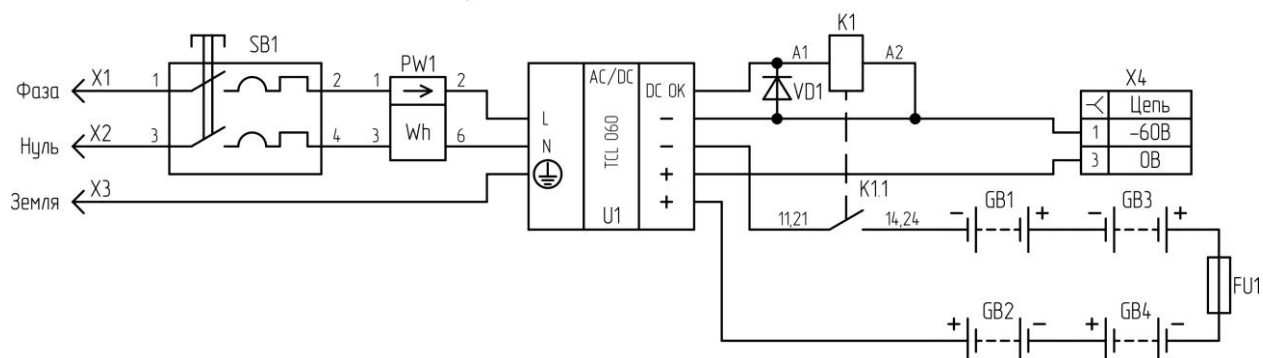 SB1
K1
Фаза X1 1 2 1 PW1 2
AC/DC
DC OK
A1 A2
VD1
X4
Цепь
1 -60В
3 0В
Нуль X2 3 4 3 Wh 6
L
N
TCL 060
U1
–
–
+
+
Земля X3
K1.1
11,21 14,24
– GB1 + – GB3 +
FU1
+ GB2 – + GB4 –